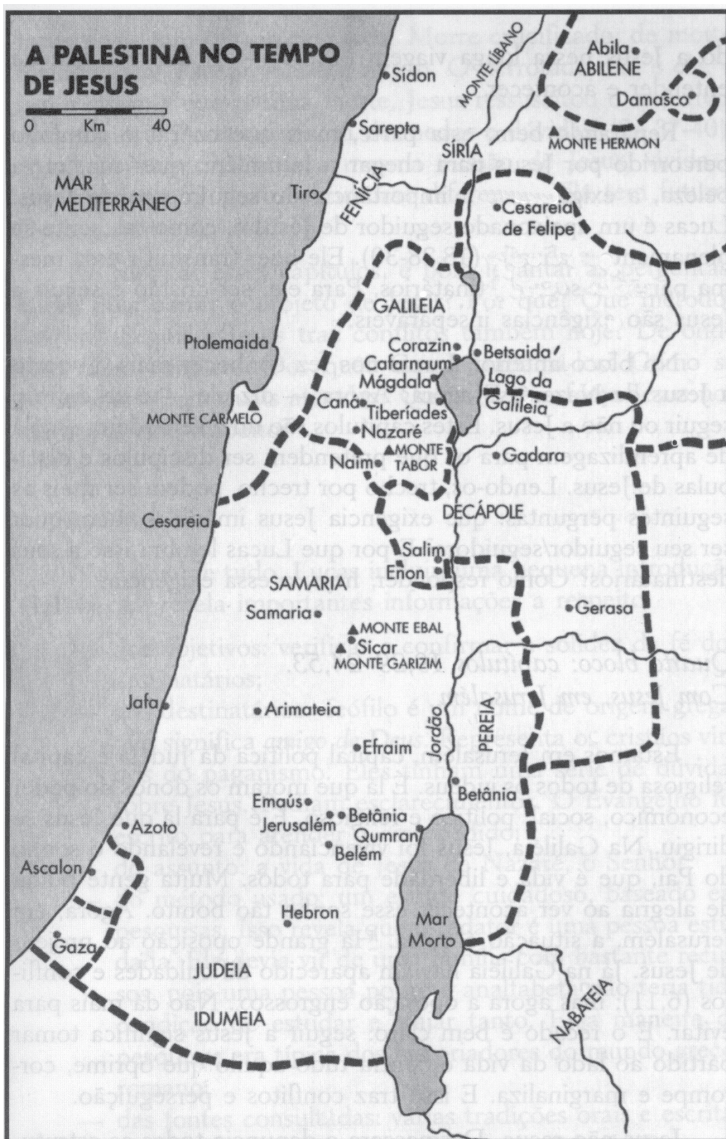 A PALESTINA NO TEMPO
DE JESUS
0 Km 40
MAR
MEDITERRÂNEO
Sídon
Sarepta
Tiro
FENÍCIA
MONTE LÍBANO
SÍRIA
Abila
ABILENE
Damasco
MONTE HERMON
Cesareia
de Felipe
GALILEIA
Ptolemaida
Corazin
Cafarnaum
Mágdala
Betsaida
Lago da
Galileia
MONTE CARMELO
Caná
Tiberíades
Nazaré
MONTE
TABOR
Naim
Gadara
Cesareia
DECÁPOLE
Salim
Enon
SAMARIA
Samaria
MONTE EBAL
Sicar
MONTE GARIZIM
Gerasa
Jafa
Arimateia
Efraim
Jordão
PEREIA
Betânia
Emaús
Jerusalém
Betânia
Qumran
Belém
Azoto
Ascalon
Gaza
Hebron
Mar
Morto
JUDEIA
IDUMEIA
NABATEIA